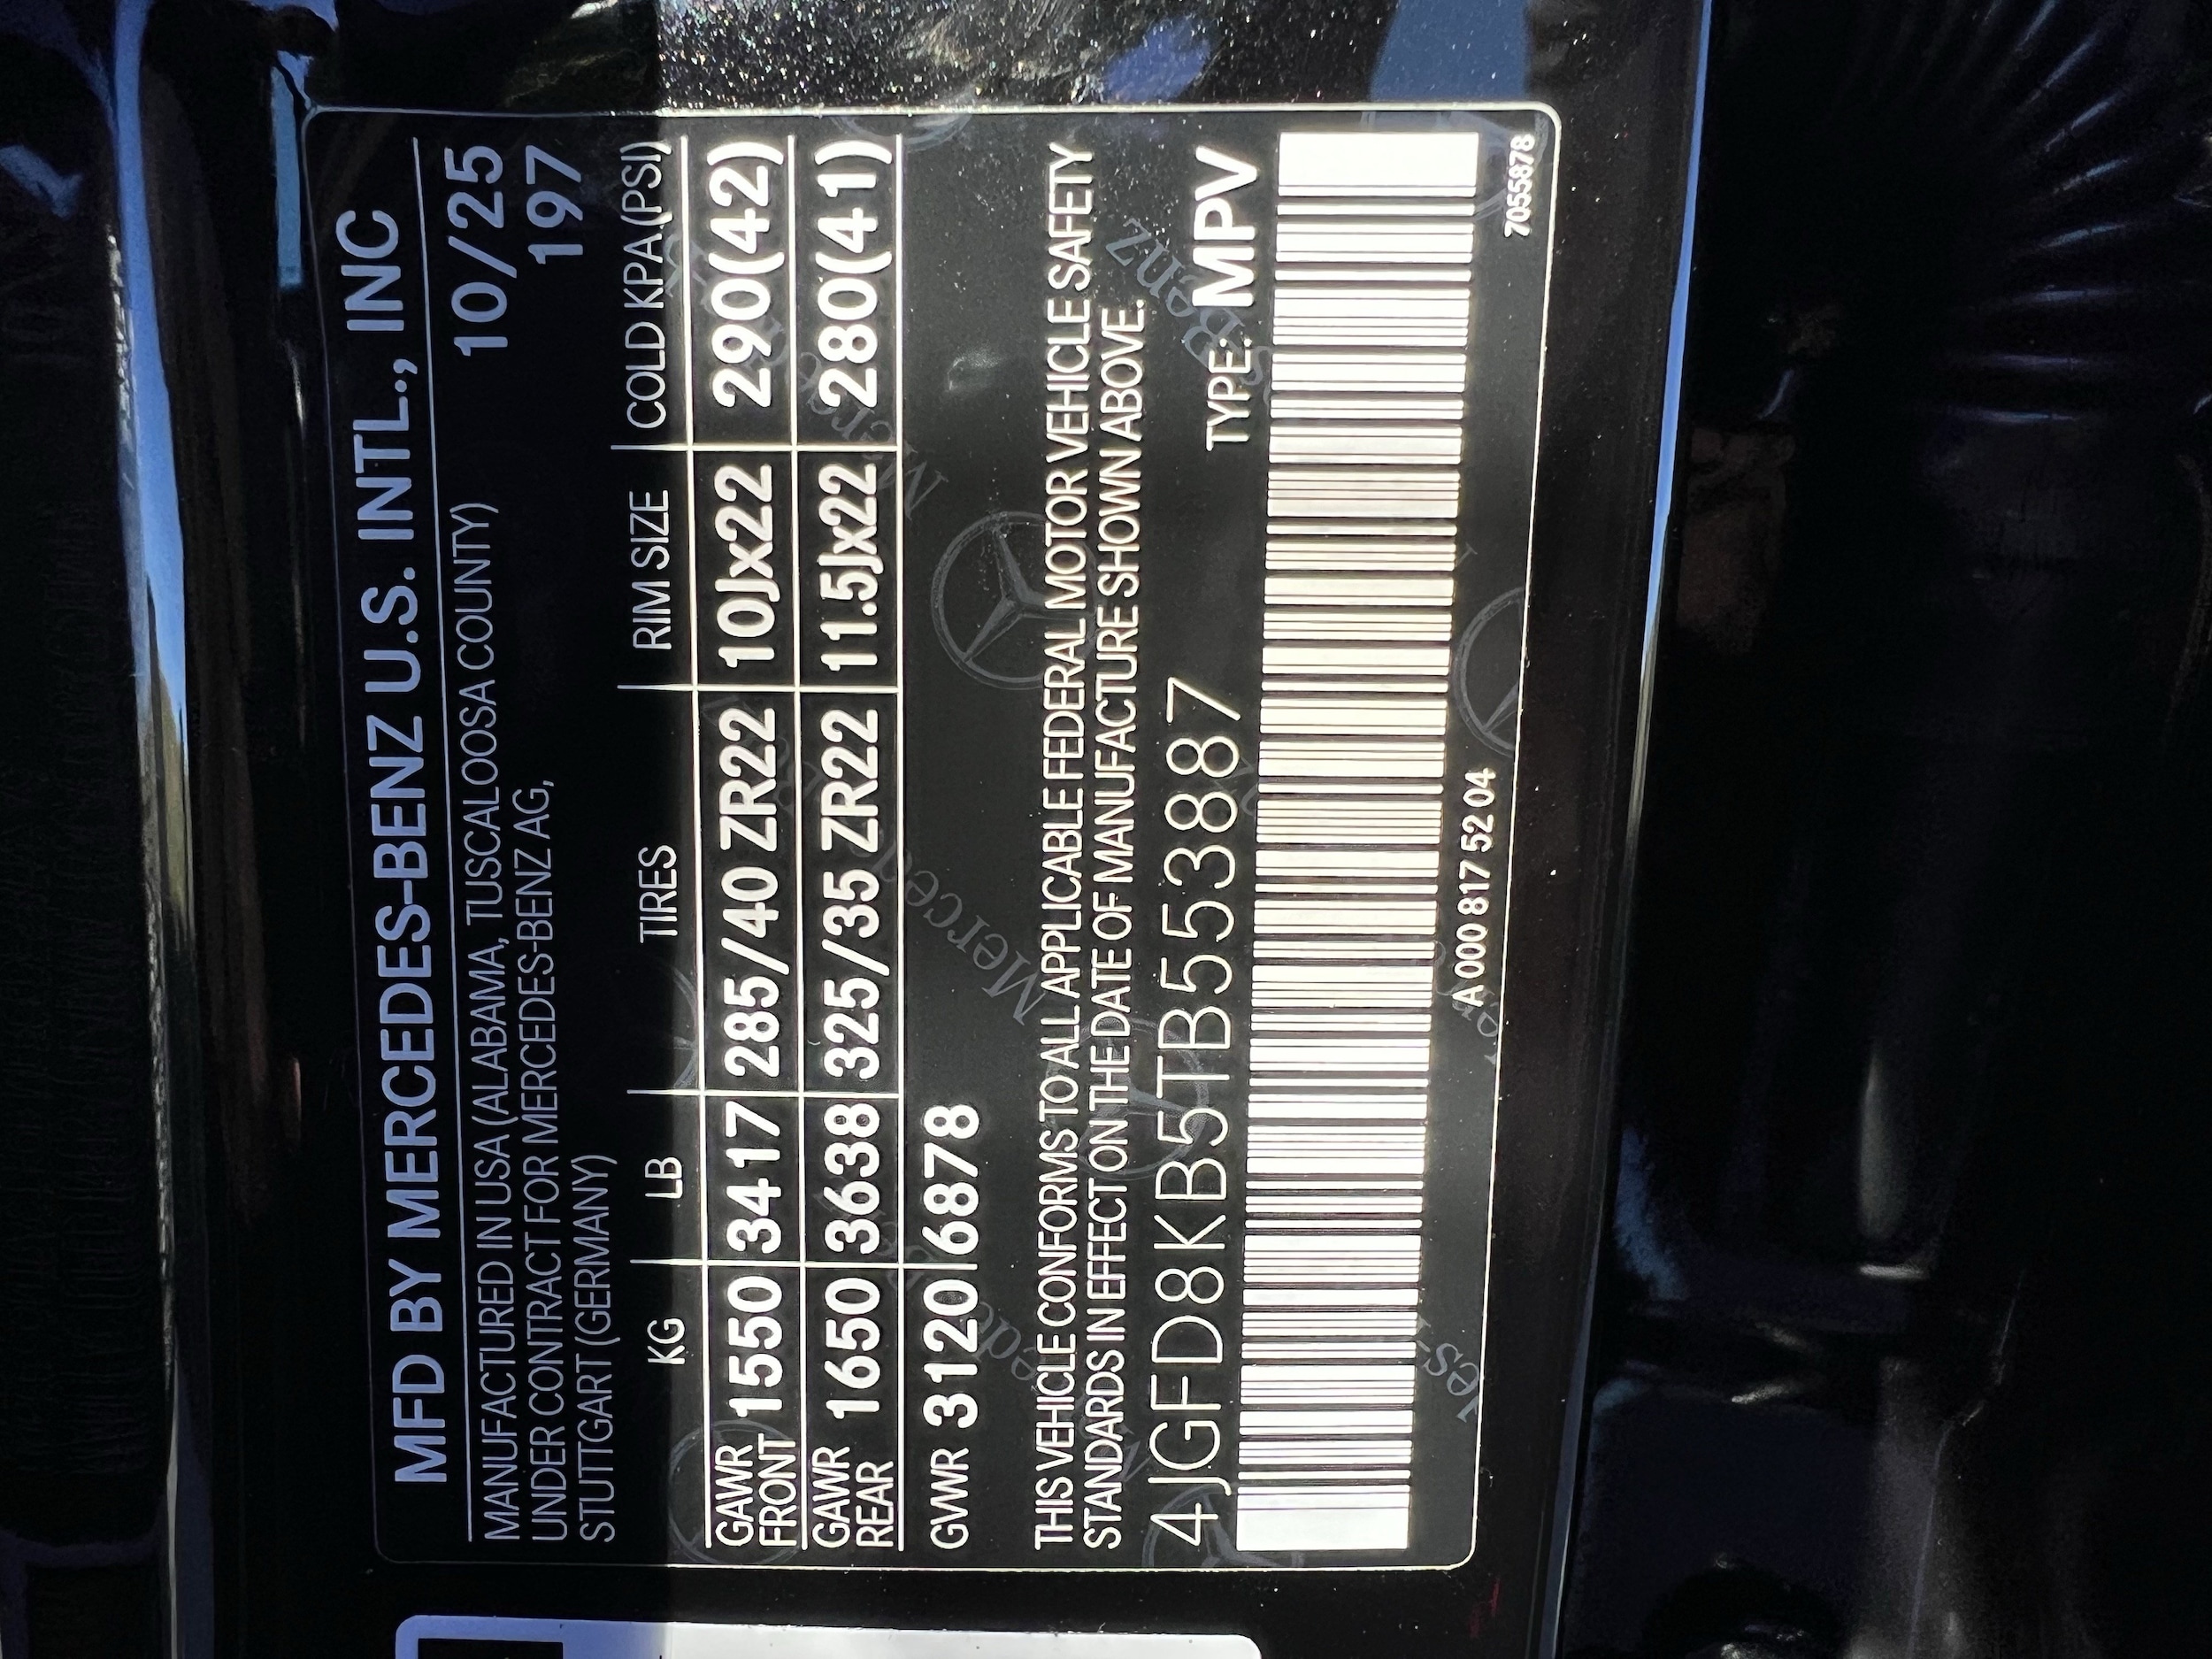 MFD BY MERCEDES-BENZ U.S. INTL., INC
MANUFACTURED IN USA (ALABAMA, TUSCALOOSA COUNTY) 10/25
UNDER CONTRACT FOR MERCEDES-BENZ AG, 197
STUTTGART (GERMANY)
KG LB TIRES RIM SIZE COLD KPA(PSI)
GAWR FRONT 1550 3417 285/40 ZR22 10Jx22 290(42)
GAWR REAR 1650 3638 325/35 ZR22 11.5Jx22 280(41)
GVWR 3120 6878
THIS VEHICLE CONFORMS TO ALL APPLICABLE FEDERAL MOTOR VEHICLE SAFETY
STANDARDS IN EFFECT ON THE DATE OF MANUFACTURE SHOWN ABOVE.
4JGFD8KB5TB553887 TYPE: MPV
A 000 817 52 04 7055878